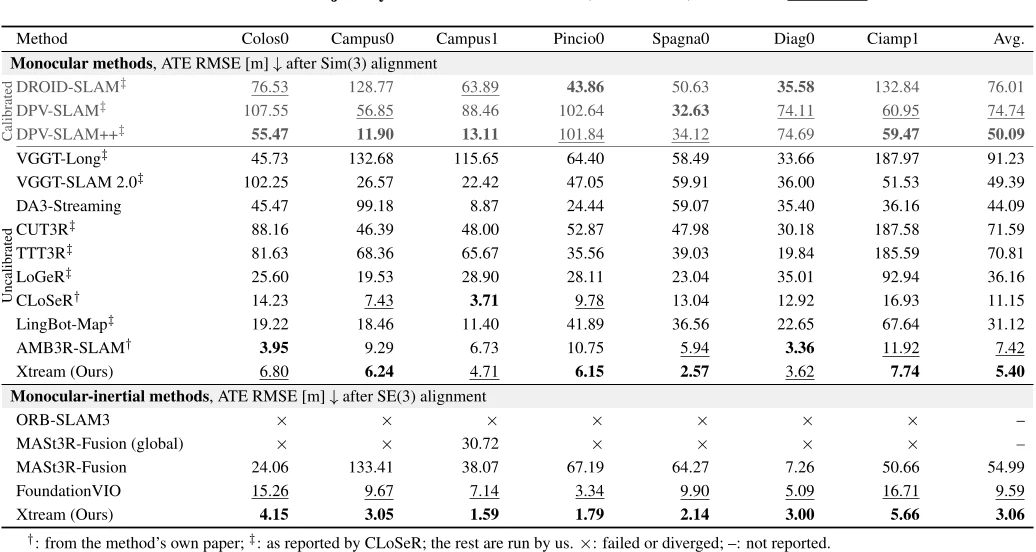 Method Colos0 Campus0 Campus1 Pincio0 Spagna0 Diag0 Ciamp1 Avg.
Monocular methods, ATE RMSE [m] ↓ after Sim(3) alignment
Calibrated
DROID-SLAM‡ 76.53 128.77 63.89 43.86 50.63 35.58 132.84 76.01
DPV-SLAM‡ 107.55 56.85 88.46 102.64 32.63 74.11 60.95 74.74
DPV-SLAM++‡ 55.47 11.90 13.11 101.84 34.12 74.69 59.47 50.09
Uncalibrated
VGGT-Long‡ 45.73 132.68 115.65 64.40 58.49 33.66 187.97 91.23
VGGT-SLAM 2.0‡ 102.25 26.57 22.42 47.05 59.91 36.00 51.53 49.39
DA3-Streaming 45.47 99.18 8.87 24.44 59.07 35.40 36.16 44.09
CUT3R‡ 88.16 46.39 48.00 52.87 47.98 30.18 187.58 71.59
TTT3R‡ 81.63 68.36 65.67 35.56 39.03 19.84 185.59 70.81
LoGeR‡ 25.60 19.53 28.90 28.11 23.04 35.01 92.94 36.16
CLoSeR† 14.23 7.43 3.71 9.78 13.04 12.92 16.93 11.15
LingBot-Map‡ 19.22 18.46 11.40 41.89 36.56 22.65 67.64 31.12
AMB3R-SLAM† 3.95 9.29 6.73 10.75 5.94 3.36 11.92 7.42
Xtream (Ours) 6.80 6.24 4.71 6.15 2.57 3.62 7.74 5.40
Monocular-inertial methods, ATE RMSE [m] ↓ after SE(3) alignment
ORB-SLAM3 × × × × × × × –
MASt3R-Fusion (global) × × 30.72 × × × × –
MASt3R-Fusion 24.06 133.41 38.07 67.19 64.27 7.26 50.66 54.99
FoundationVIO 15.26 9.67 7.14 3.34 9.90 5.09 16.71 9.59
Xtream (Ours) 4.15 3.05 1.59 1.79 2.14 3.00 5.66 3.06
†: from the method's own paper; ‡: as reported by CLoSeR; the rest are run by us. ×: failed or diverged; –: not reported.